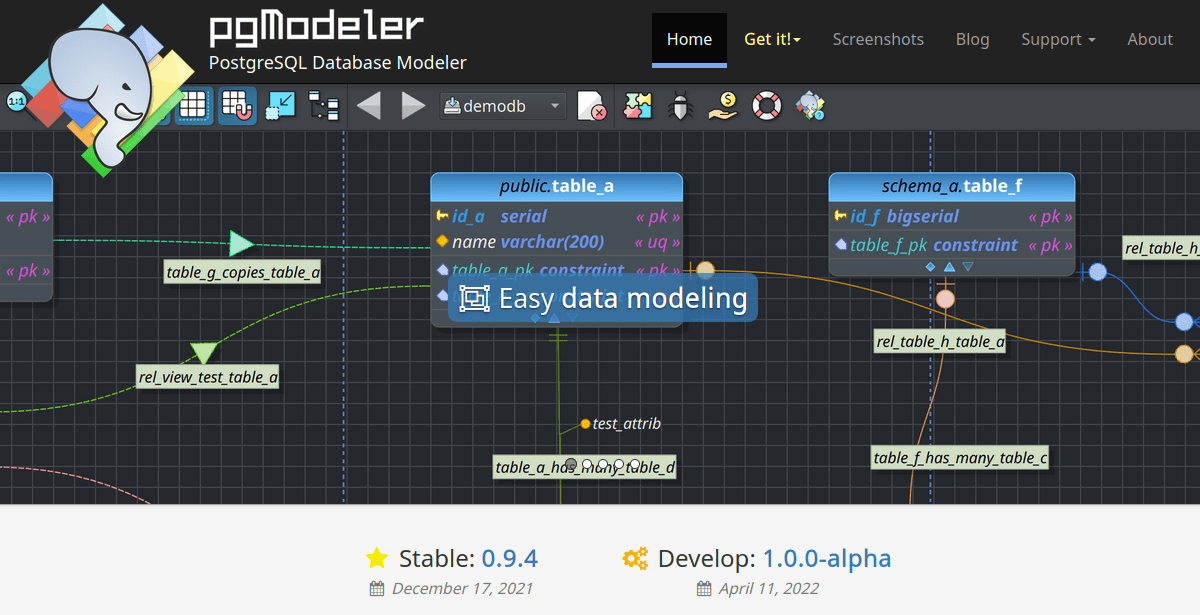 pgModeler
PostgreSQL Database Modeler
Home
Get it!
Screenshots
Blog
Support
About
1:1
demodb
« pk »
« pk »
table_g_copies_table_a
rel_view_test_table_a
public.table_a
id_a serial « pk »
name varchar(200) « uq »
table_a_pk constraint « pk »
Easy data modeling
test_attrib
table_a_has_many_table_d
schema_a.table_f
id_f bigserial « pk »
table_f_pk constraint « pk »
rel_table_h_
rel_table_h_table_a
table_f_has_many_table_c
Stable: 0.9.4
December 17, 2021
Develop: 1.0.0-alpha
April 11, 2022